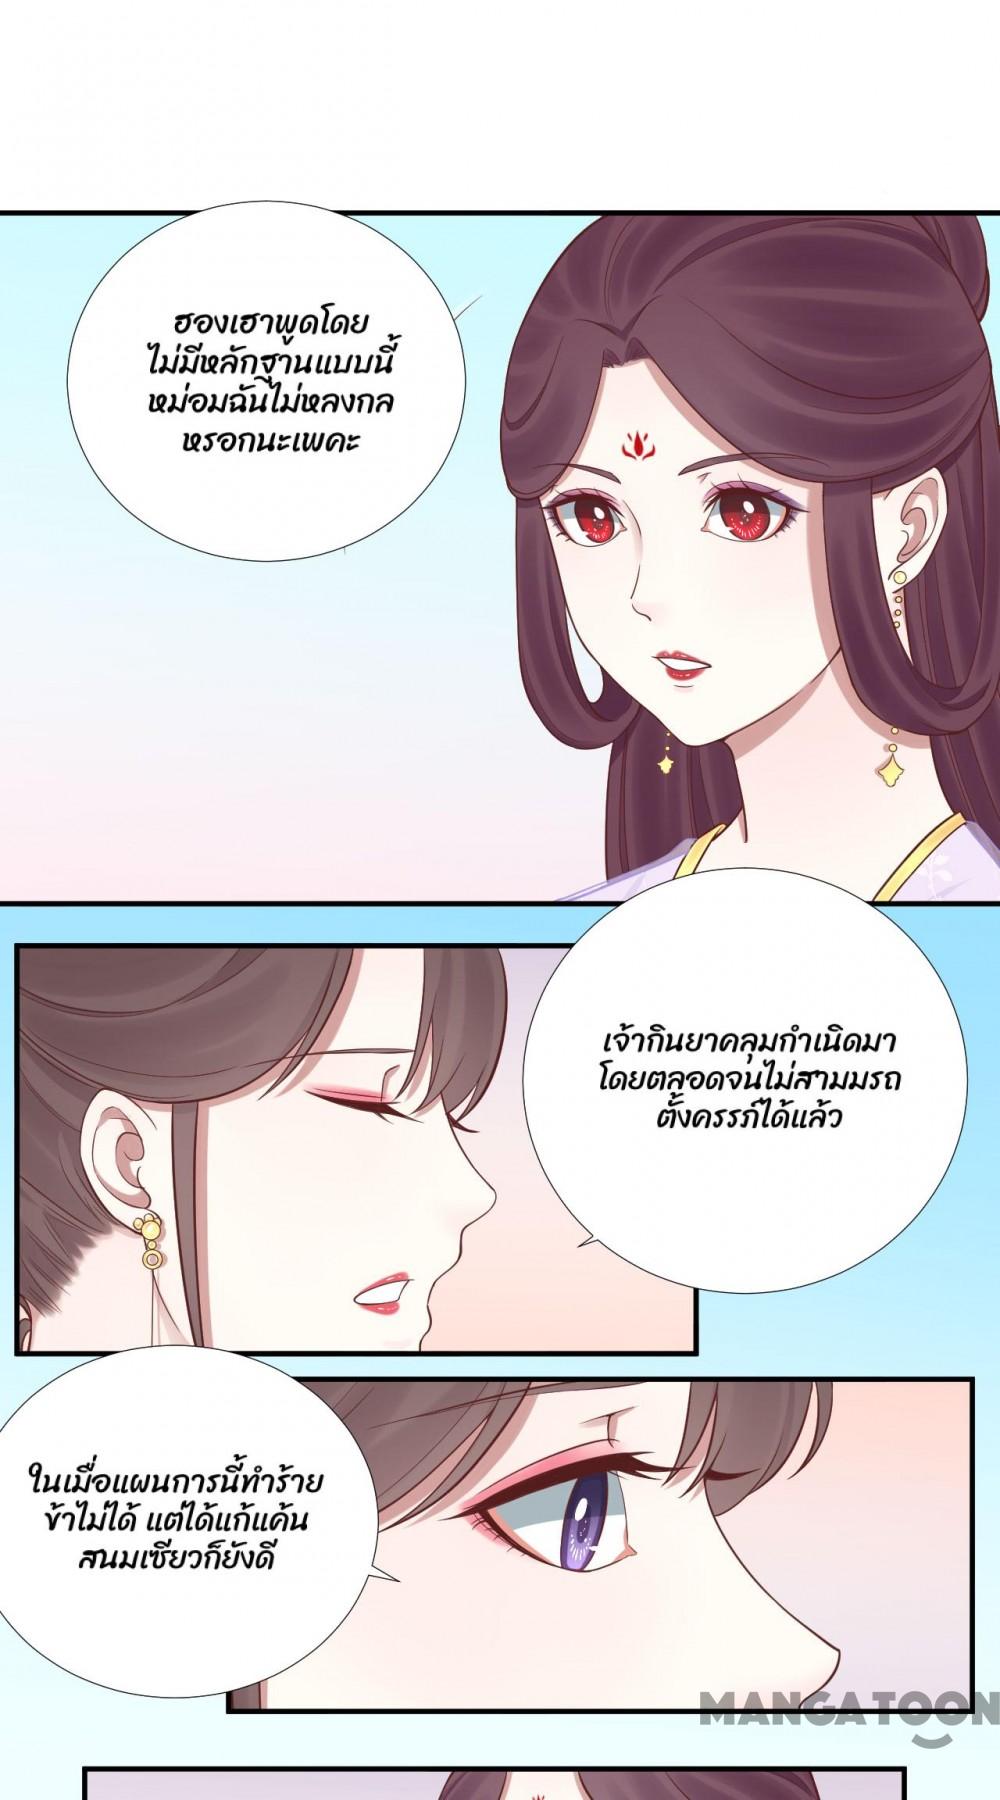 ฮองเฮาพูดโดย
ไม่มีหลักฐานแบบนี้
หม่อมฉันไม่หลงกล
หรอกนะเพคะ
เจ้ากินยาคลุมกำเนิดมา
โดยตลอดจนไม่สามมรถ
ตั้งครรภ์ได้แล้ว
ในเมื่อแผนการนี้ทำร้าย
ข้าไม่ได้ แต่ได้แก้แค้น
สนมเซียวก็ยังดี
MANGATOON